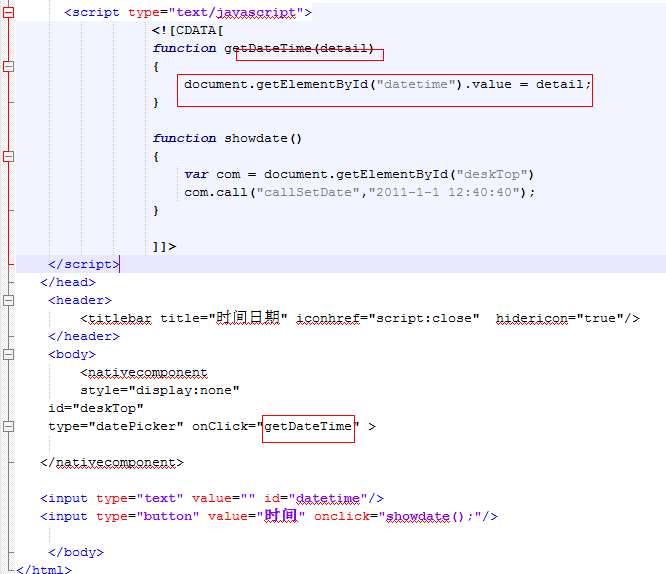 <script type="text/javascript">
<![CDATA[
function getDateTime(detail)
{
document.getElementById("datetime").value = detail;
}
function showdate()
{
var com = document.getElementById("deskTop")
com.call("callSetDate","2011-1-1 12:40:40");
}
]]>
</script>
</head>
<header>
<titlebar title="时间日期" iconhref="script:close"  hidericon="true"/>
</header>
<body>
<nativecomponent
style="display:none"
id="deskTop"
type="datePicker" onClick="getDateTime" >
</nativecomponent>
<input type="text" value="" id="datetime"/>
<input type="button" value="时间" onclick="showdate();"/>
</body>
</html>